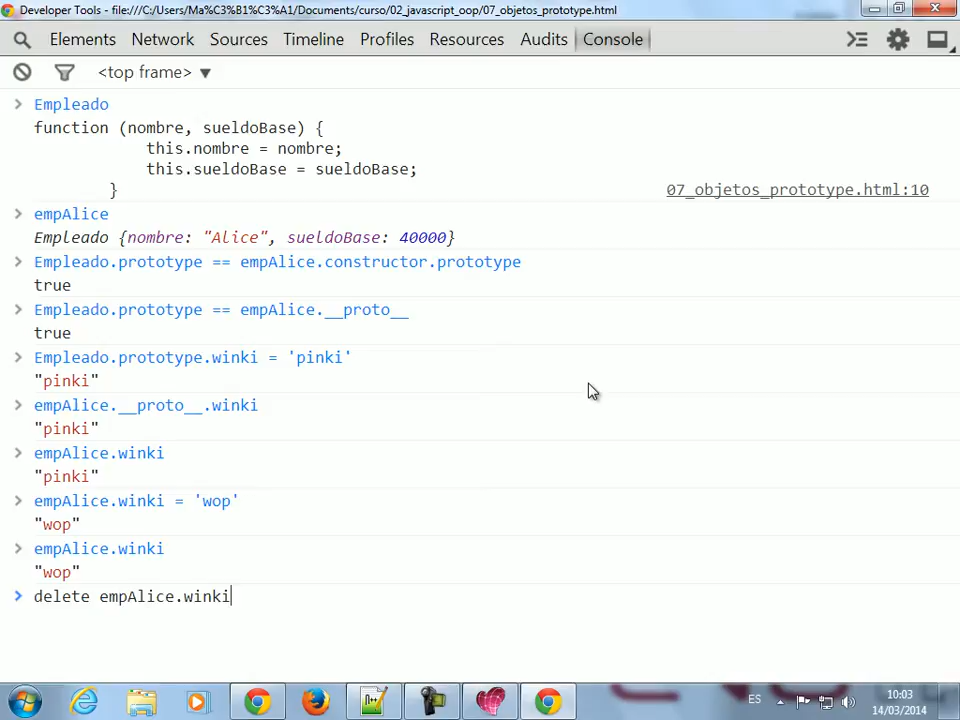 Developer Tools - file:///C:/Users/Ma%C3%B1%C3%A1/Documents/curso/02_javascript_oop/07_objetos_prototype.html
Elements Network Sources Timeline Profiles Resources Audits Console
<top frame> ▼
> Empleado
function (nombre, sueldoBase) {
this.nombre = nombre;
this.sueldoBase = sueldoBase;
} 07_objetos_prototype.html:10
> empAlice
Empleado {nombre: "Alice", sueldoBase: 40000}
> Empleado.prototype == empAlice.constructor.prototype
true
> Empleado.prototype == empAlice.__proto__
true
> Empleado.prototype.winki = 'pinki'
"pinki"
> empAlice.__proto__.winki
"pinki"
> empAlice.winki
"pinki"
> empAlice.winki = 'wop'
"wop"
> empAlice.winki
"wop"
> delete empAlice.winki
ES 10:03
14/03/2014